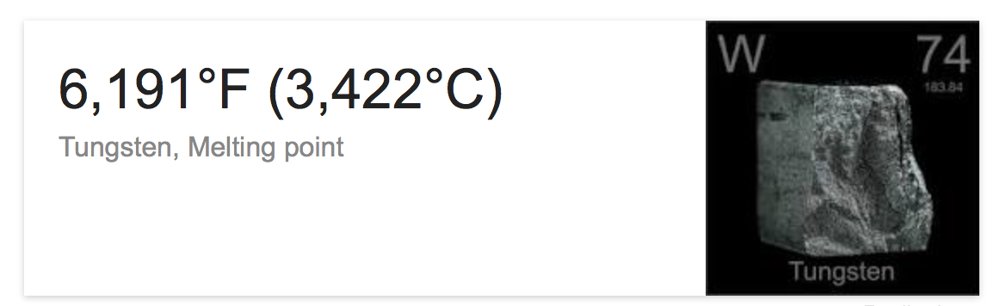 6,191°F (3,422°C)
Tungsten, Melting point
W 74
183.84
Tungsten